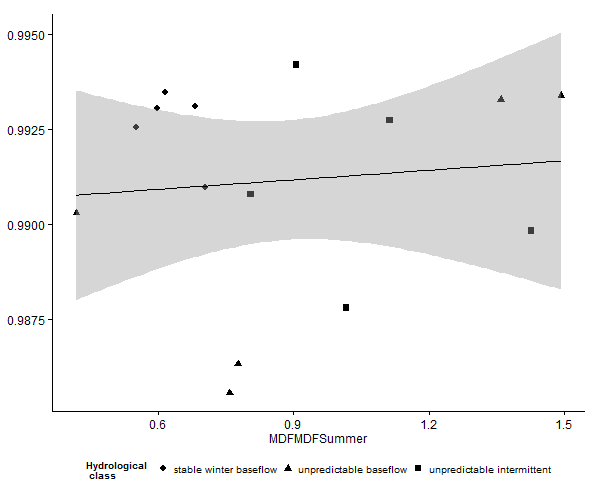 0.9950
0.9925
0.9900
0.9875
0.6 0.9 1.2 1.5
MDFMDFSummer
Hydrological
class
stable winter baseflow unpredictable baseflow unpredictable intermittent